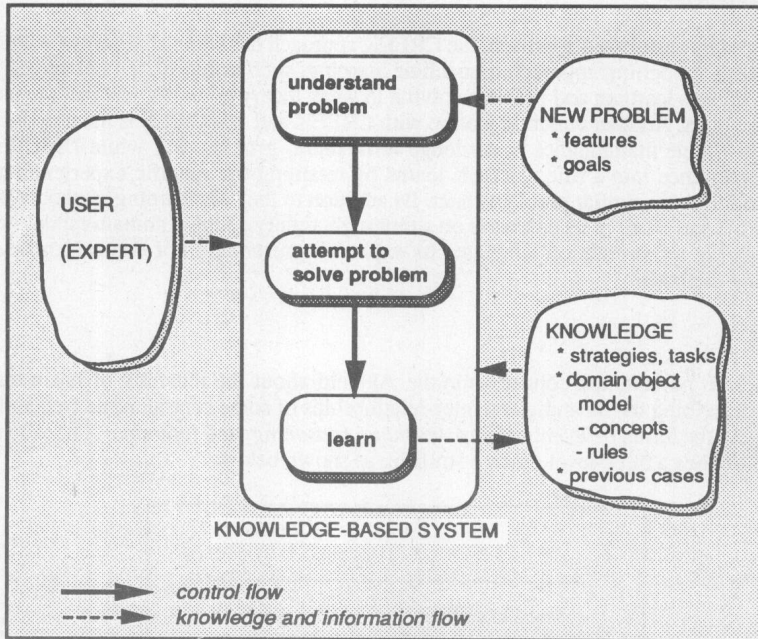 understand
problem
NEW PROBLEM
* features
* goals
USER
(EXPERT)
attempt to
solve problem
KNOWLEDGE
* strategies, tasks
* domain object
model
- concepts
- rules
* previous cases
learn
KNOWLEDGE-BASED SYSTEM
control flow
knowledge and information flow